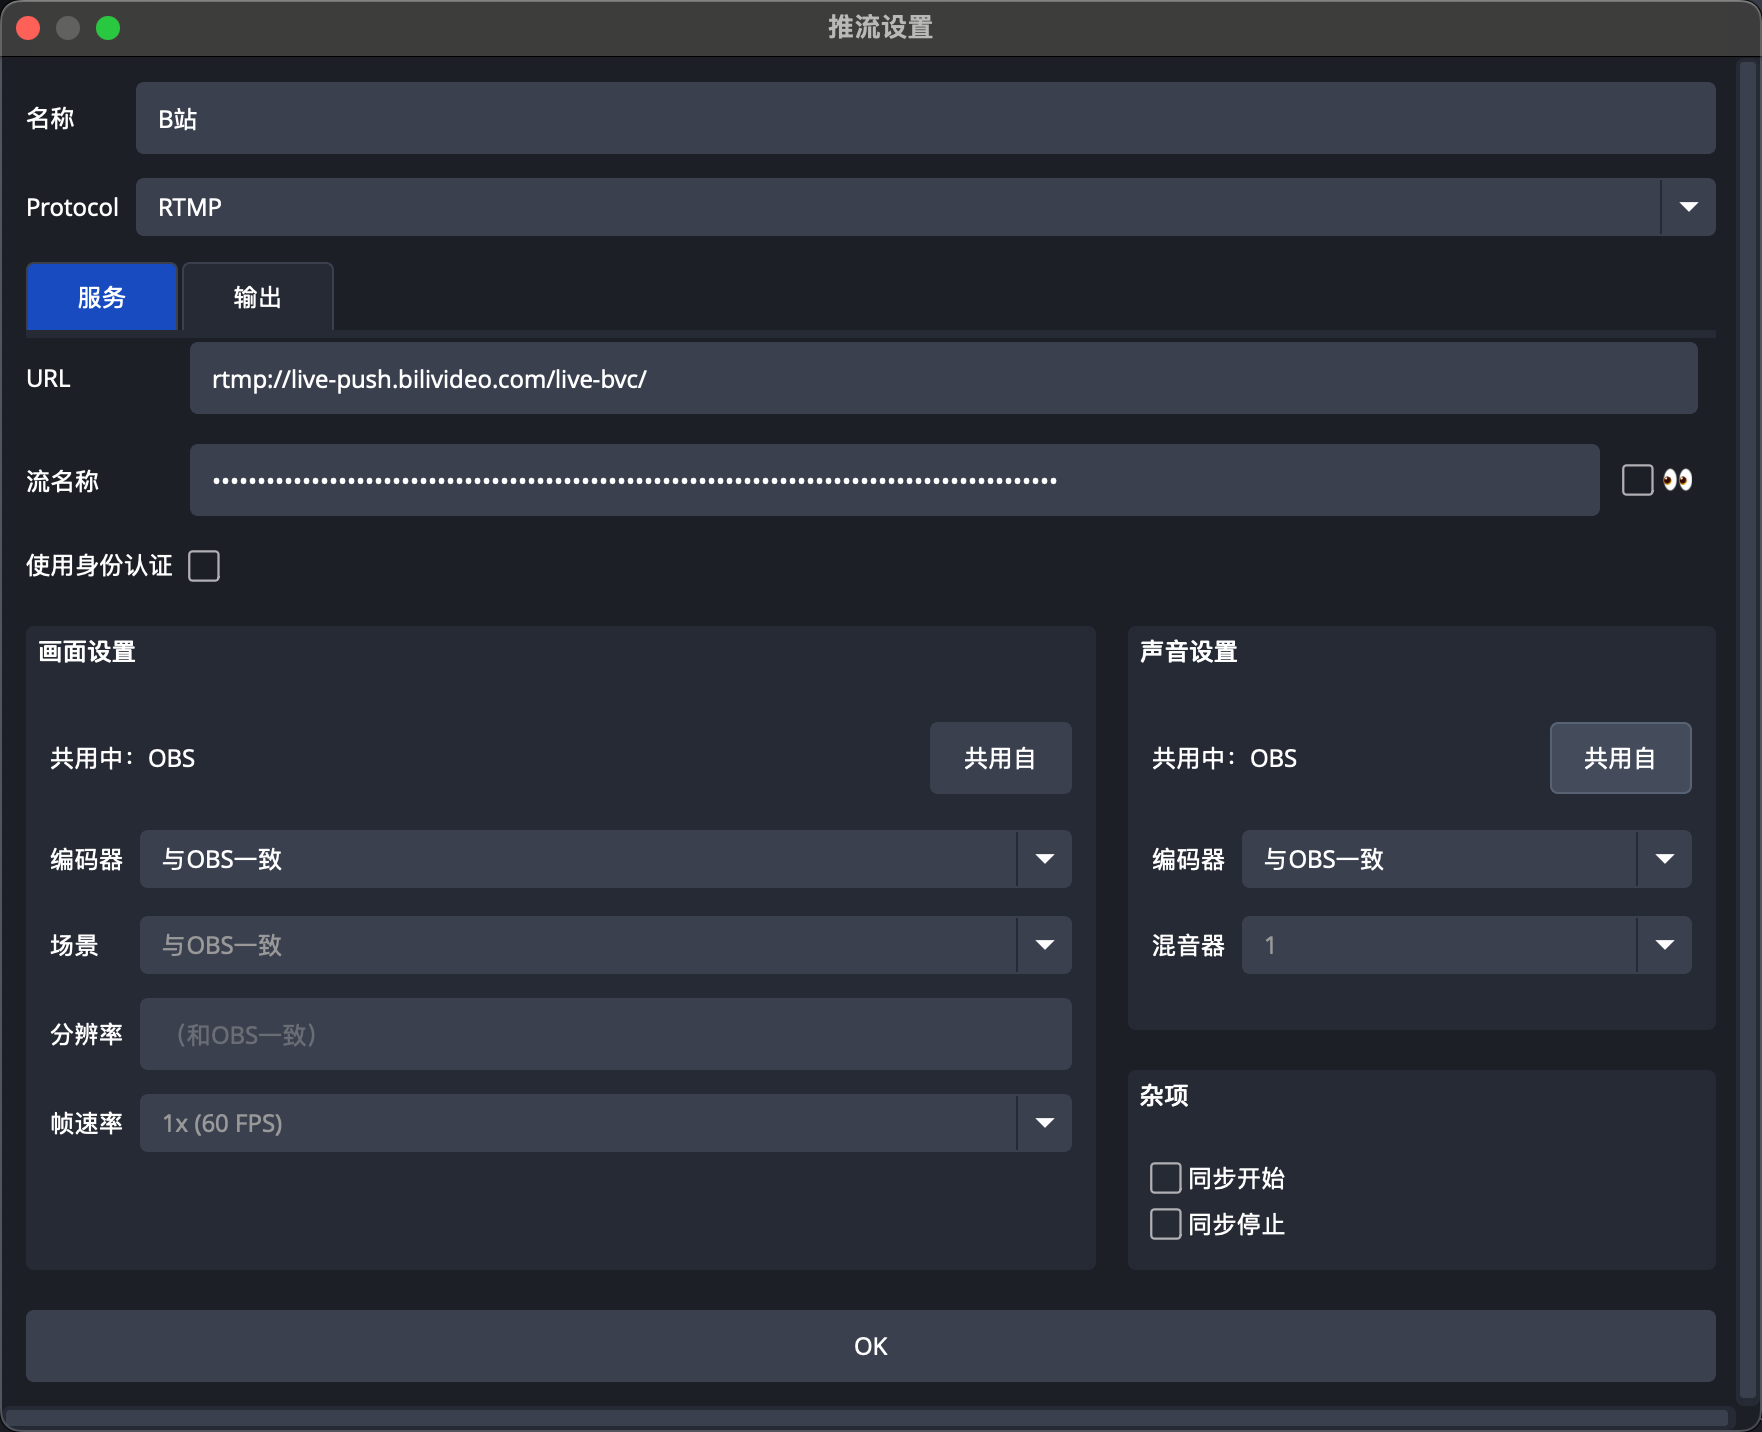 推流设置
名称 B站
Protocol RTMP
服务 输出
URL rtmp://live-push.bilivideo.com/live-bvc/
流名称 ••••••••••••••••••••••••••••••••••••••••••••••••••••••••••••••••••••••••••••••••••••••••••••• 👀
使用身份认证
画面设置
共用中：OBS 共用自
编码器 与OBS一致
场景 与OBS一致
分辨率 （和OBS一致）
帧速率 1x (60 FPS)
声音设置
共用中：OBS 共用自
编码器 与OBS一致
混音器 1
杂项
同步开始
同步停止
OK